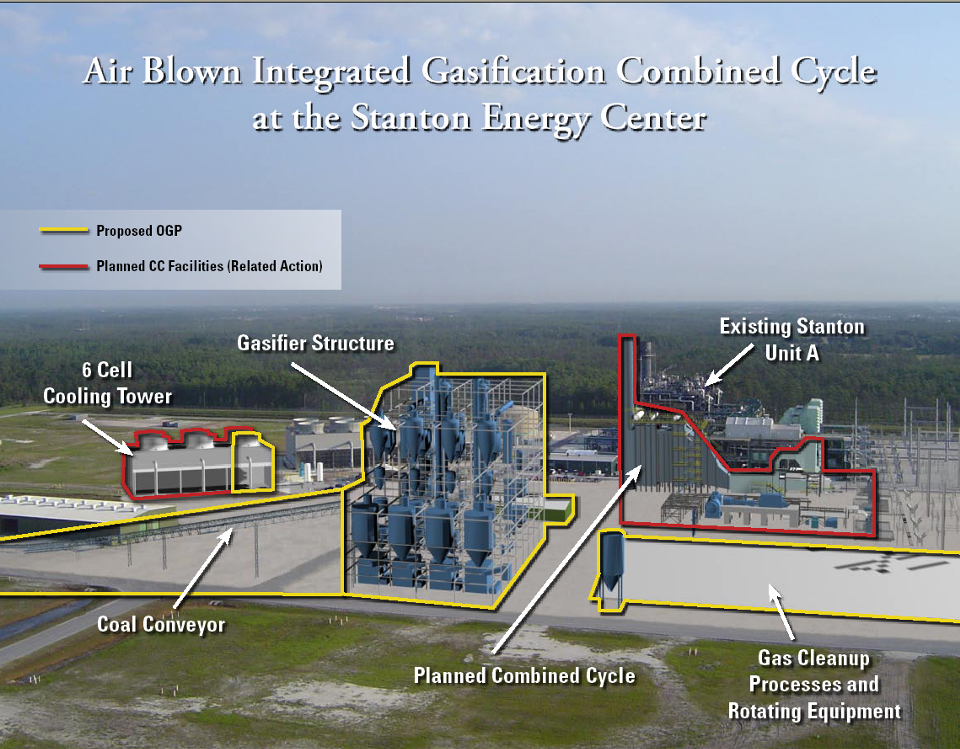 Air Blown Integrated Gasification Combined Cycle
at the Stanton Energy Center
Proposed OGP
Planned CC Facilities (Related Action)
Existing Stanton
Unit A
Gasifier Structure
6 Cell
Cooling Tower
Coal Conveyor
Planned Combined Cycle
Gas Cleanup
Processes and
Rotating Equipment